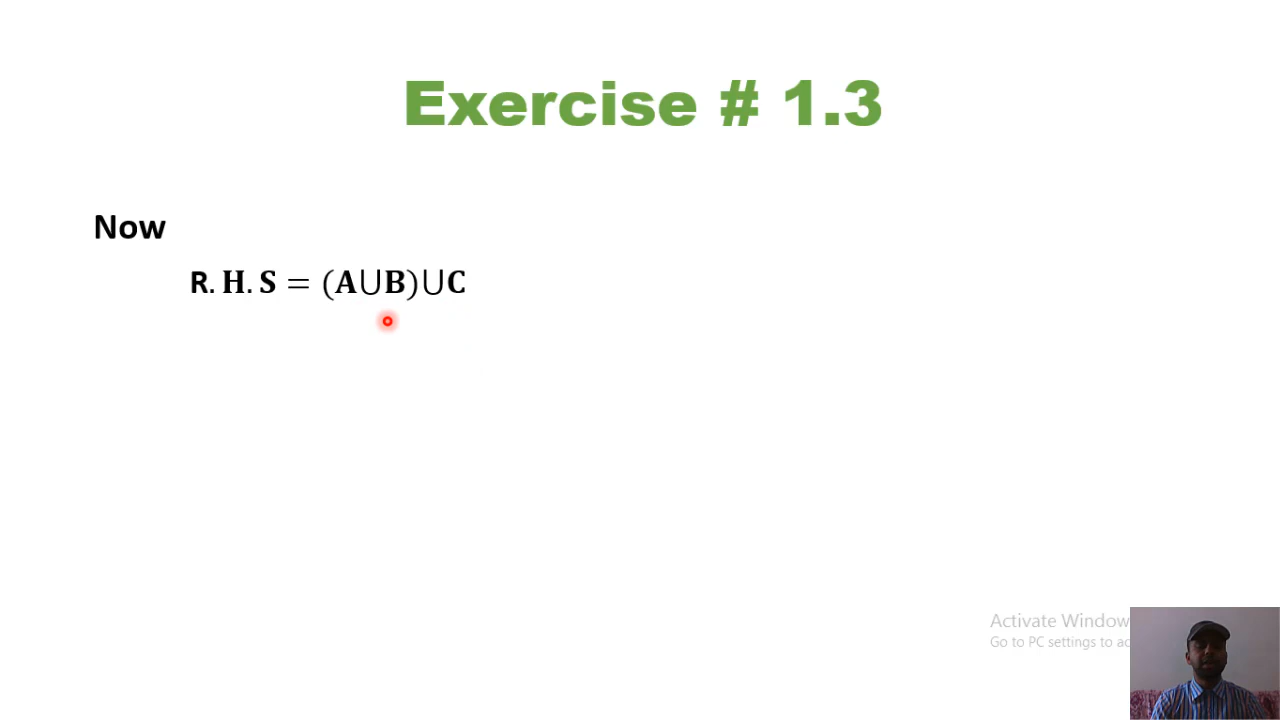 Exercise # 1.3
Now
R. H. S = (A⋃B)⋃C
Activate Window
Go to PC settings to ac